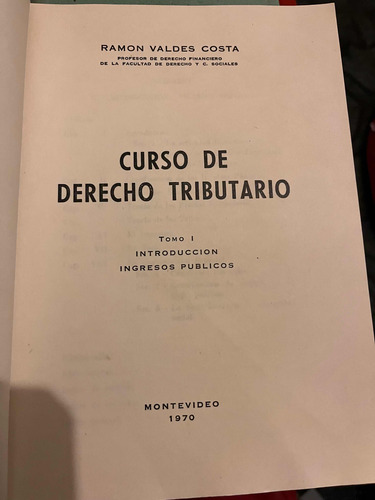 RAMON VALDES COSTA
PROFESOR DE DERECHO FINANCIERO
DE LA FACULTAD DE DERECHO Y C. SOCIALES
CURSO DE
DERECHO TRIBUTARIO
TOMO I
INTRODUCCION
INGRESOS PUBLICOS
MONTEVIDEO
1970